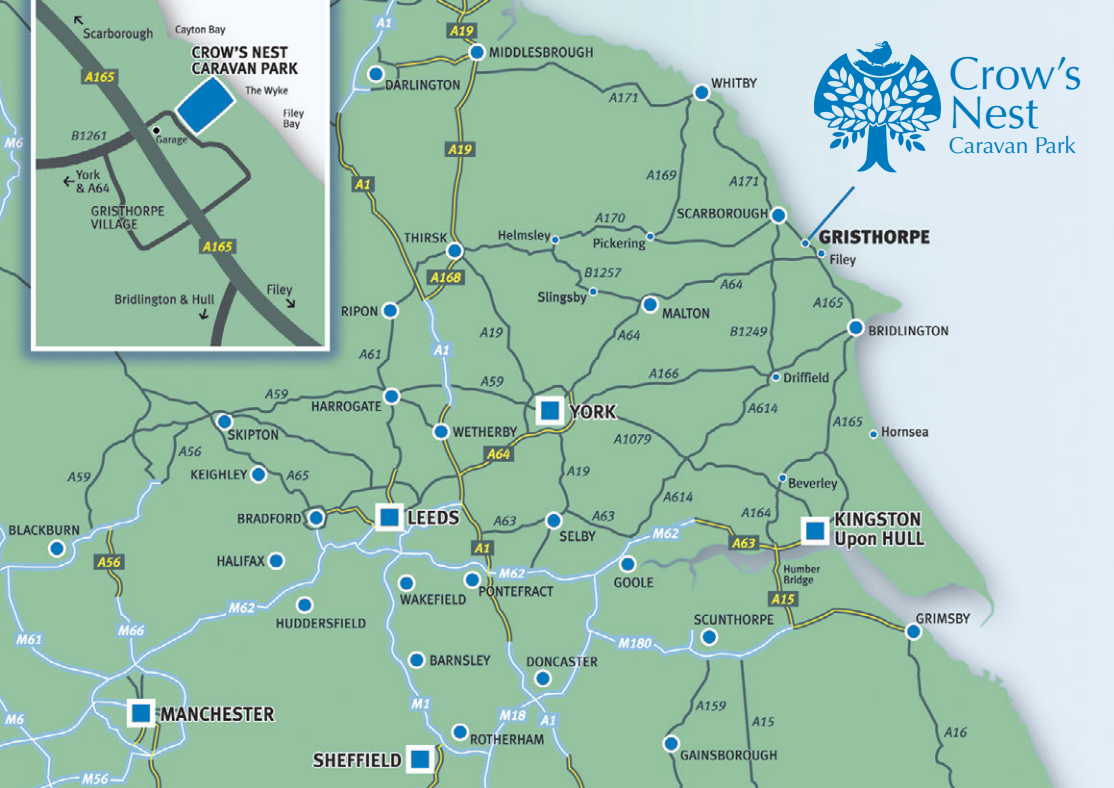 Scarborough
Cayton Bay
CROW'S NEST
CARAVAN PARK
A165
The Wyke
Filey
Bay
B1261
Garage
York
& A64
GRISTHORPE
VILLAGE
A165
Bridlington & Hull
Filey
Crow's
Nest
Caravan Park
A1
A19
MIDDLESBROUGH
DARLINGTON
A171
WHITBY
M6
A19
A1
A169
A171
SCARBOROUGH
THIRSK
Helmsley
A170
Pickering
GRISTHORPE
Filey
A168
B1257
Slingsby
A64
MALTON
A165
RIPON
A19
A64
B1249
BRIDLINGTON
A61
A1
A166
Driffield
A59
A59
HARROGATE
YORK
A614
A165
SKIPTON
WETHERBY
A1079
Hornsea
A56
A64
A59
KEIGHLEY
A65
A19
Beverley
A614
BRADFORD
LEEDS
A63
SELBY
A63
A164
KINGSTON
Upon HULL
BLACKBURN
M62
A63
A56
HALIFAX
A1
M62
GOOLE
Humber
Bridge
WAKEFIELD
PONTEFRACT
M62
HUDDERSFIELD
A15
M61
M66
SCUNTHORPE
GRIMSBY
M180
BARNSLEY
DONCASTER
M6
MANCHESTER
M1
M18
A1
A159
A15
A16
ROTHERHAM
GAINSBOROUGH
SHEFFIELD
M56